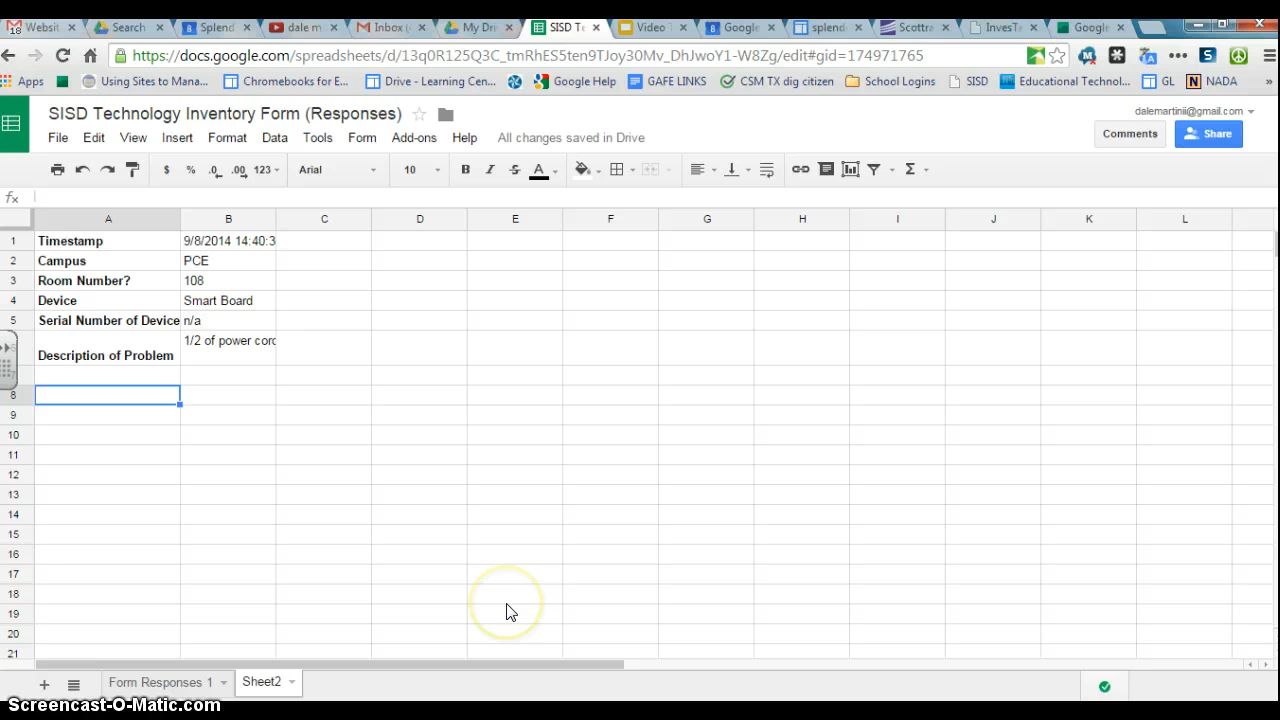 Websit Search Splend dale m Inbox ( My Dri SISD Te Video T Google splend Scottra InvesT Google
https://docs.google.com/spreadsheets/d/13g0R125Q3C_tmRhESSten9TJoy30Mv_DhJwoY1-W8Zg/edit#gid=174971765
Apps Using Sites to Mana... Chromebooks for E... Drive - Learning Cen... Google Help GAFE LINKS CSM TX dig citizen School Logins SISD Educational Technol... GL NADA »
SISD Technology Inventory Form (Responses)
dalemartinii@gmail.com
File Edit View Insert Format Data Tools Form Add-ons Help All changes saved in Drive
Comments Share
$ % .0 .00 123 Arial 10 B I S A Σ
fx
A B C D E F G H I J K L
1 Timestamp 9/8/2014 14:40:3
2 Campus PCE
3 Room Number? 108
4 Device Smart Board
5 Serial Number of Device n/a
1/2 of power cord
Description of Problem
8
9
10
11
12
13
14
15
16
17
18
19
20
21
+ Form Responses 1 Sheet2
Screencast-O-Matic.com